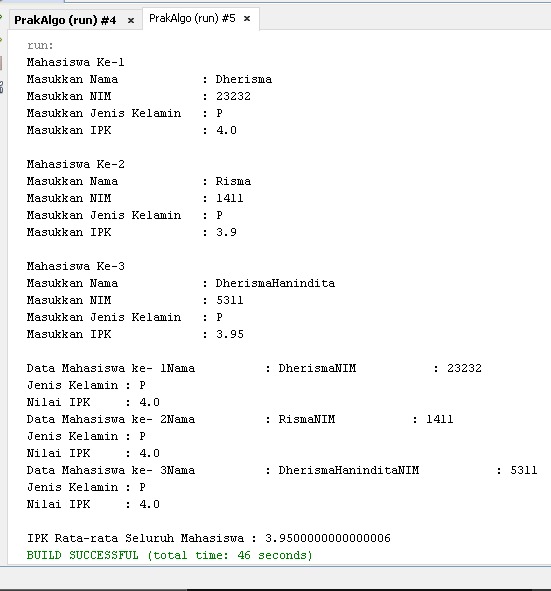 PrakAlgo (run) #4 × PrakAlgo (run) #5 ×
run:
Mahasiswa Ke-1
Masukkan Nama : Dherisma
Masukkan NIM : 23232
Masukkan Jenis Kelamin : P
Masukkan IPK : 4.0
Mahasiswa Ke-2
Masukkan Nama : Risma
Masukkan NIM : 1411
Masukkan Jenis Kelamin : P
Masukkan IPK : 3.9
Mahasiswa Ke-3
Masukkan Nama : DherismaHanindita
Masukkan NIM : 5311
Masukkan Jenis Kelamin : P
Masukkan IPK : 3.95
Data Mahasiswa ke- 1Nama : DherismaNIM : 23232
Jenis Kelamin : P
Nilai IPK : 4.0
Data Mahasiswa ke- 2Nama : RismaNIM : 1411
Jenis Kelamin : P
Nilai IPK : 4.0
Data Mahasiswa ke- 3Nama : DherismaHaninditaNIM : 5311
Jenis Kelamin : P
Nilai IPK : 4.0
IPK Rata-rata Seluruh Mahasiswa : 3.9500000000000006
BUILD SUCCESSFUL (total time: 46 seconds)